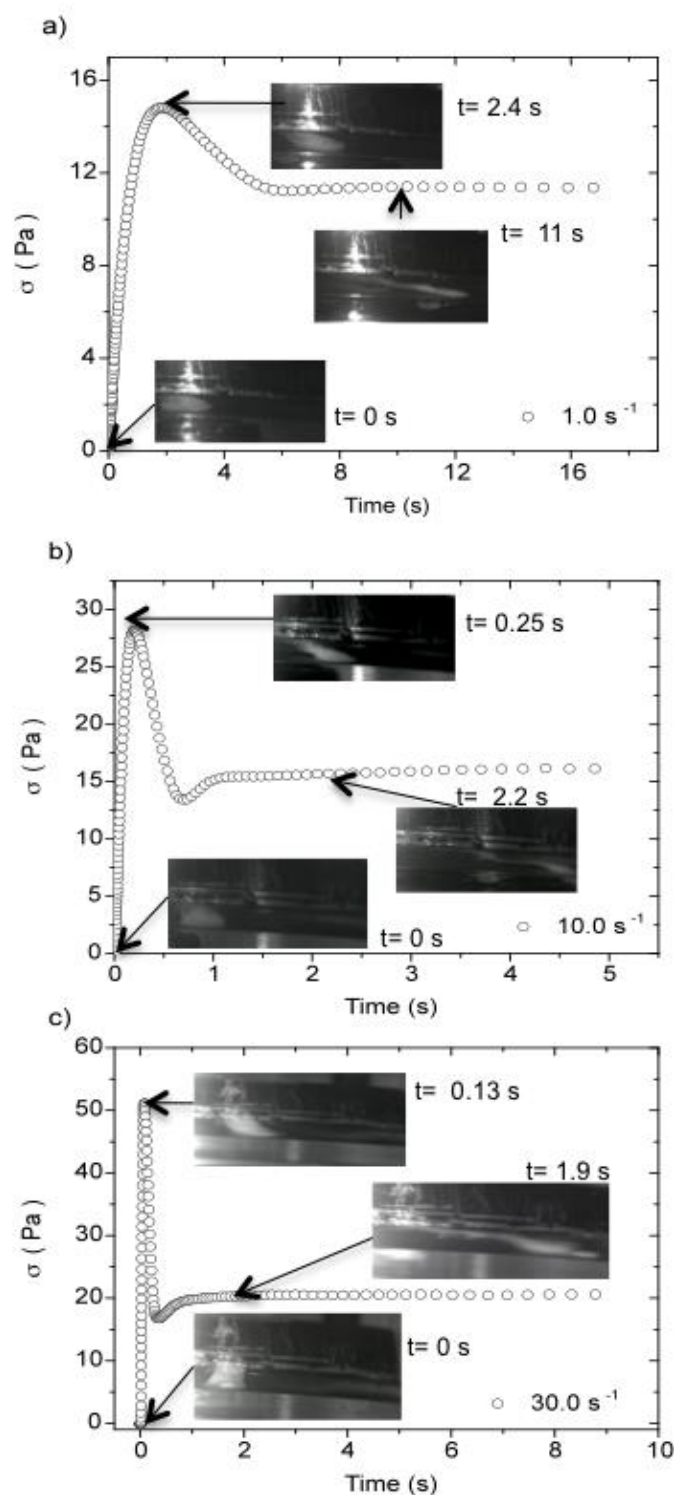 a)
16
12
8
4
0
σ ( Pa )
t= 2.4 s
t= 11 s
t= 0 s
1.0 s⁻¹
0 4 8 12 16
Time (s)
b)
30
25
20
15
10
5
0
σ ( Pa )
t= 0.25 s
t= 2.2 s
t= 0 s
10.0 s⁻¹
0 1 2 3 4 5
Time (s)
c)
60
50
40
30
20
10
0
σ ( Pa )
t= 0.13 s
t= 1.9 s
t= 0 s
30.0 s⁻¹
0 2 4 6 8 10
Time (s)